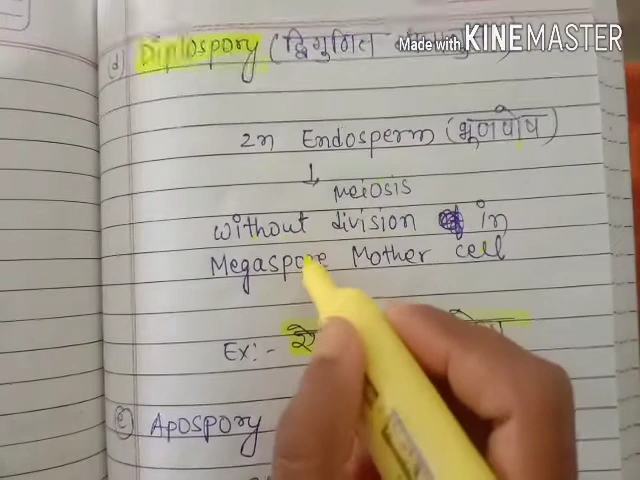 (d) Diplospory (द्विगुणित
Made with KINEMASTER
2n Endosperm (भ्रूणपोष)
↓ meiosis
without division in
Megaspore Mother cell
Ex:-
(e) Apospory